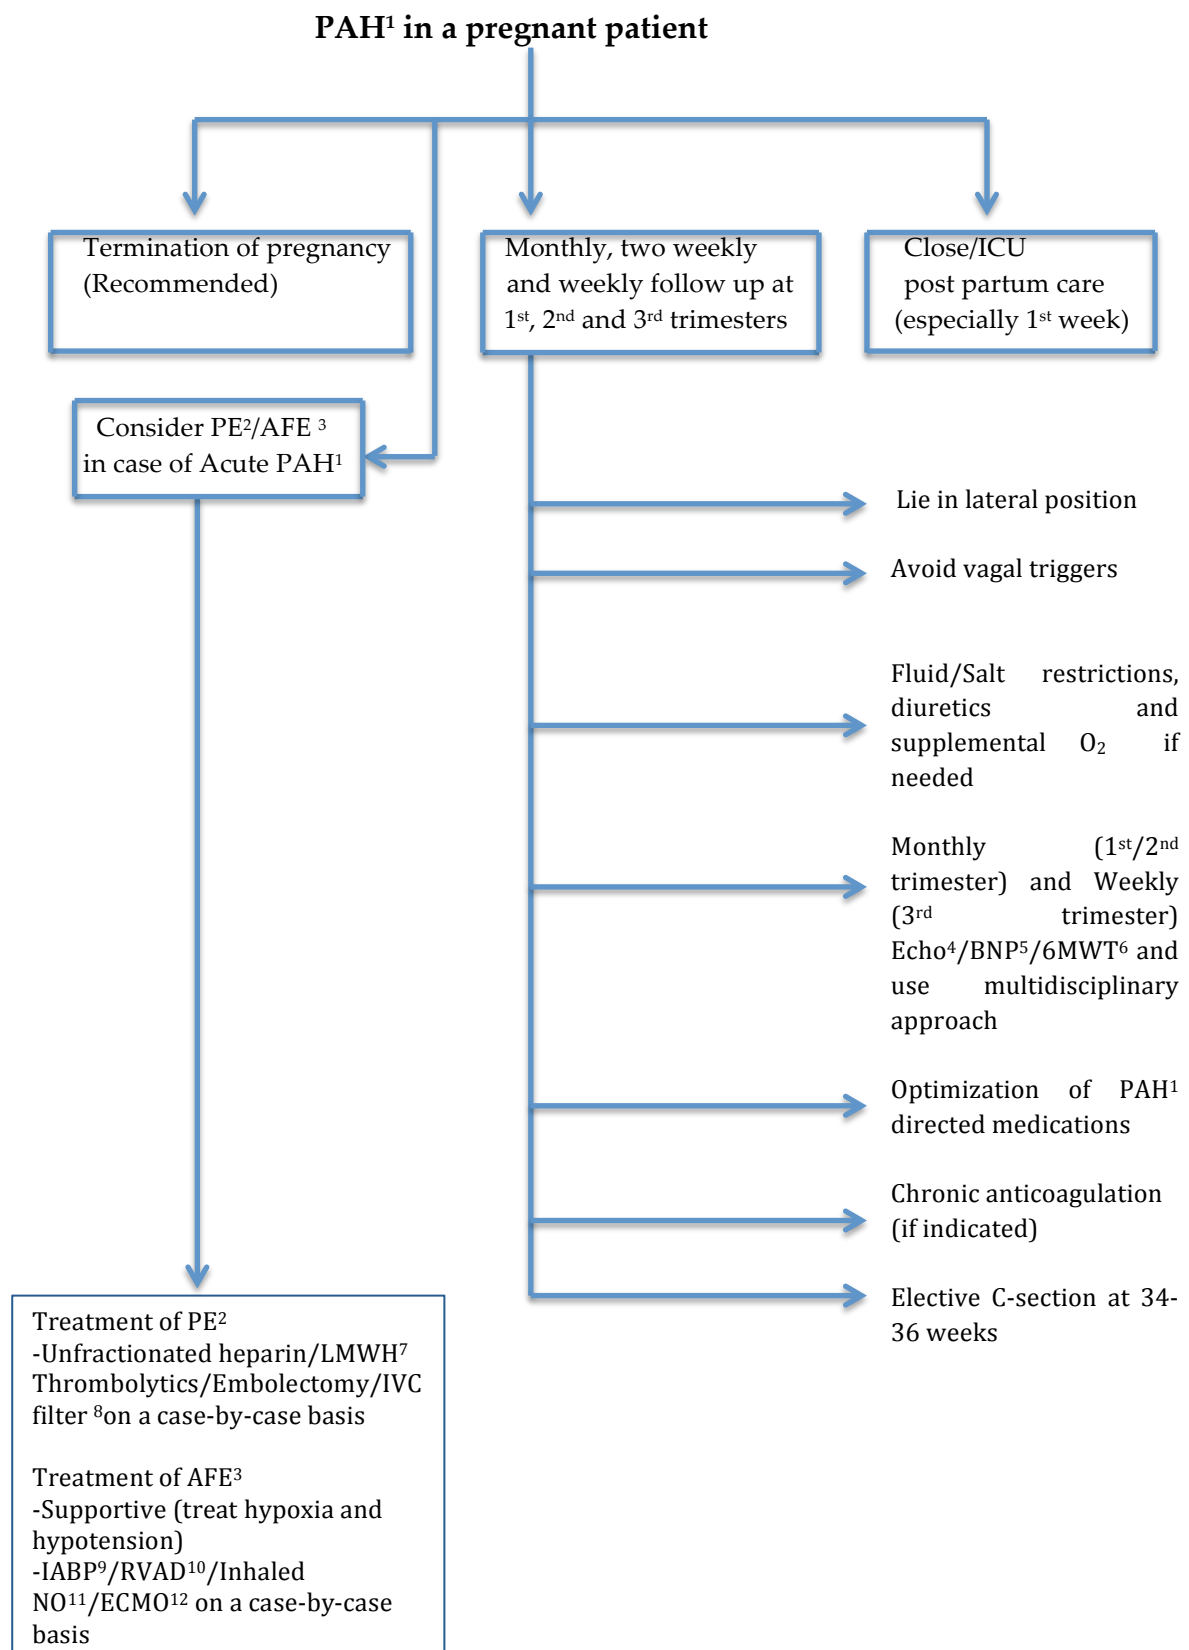 PAH¹ in a pregnant patient
Termination of pregnancy
(Recommended)
Monthly, two weekly
and weekly follow up at
1ˢᵗ, 2ⁿᵈ and 3ʳᵈ trimesters
Close/ICU
post partum care
(especially 1ˢᵗ week)
Consider PE²/AFE ³
in case of Acute PAH¹
Lie in lateral position
Avoid vagal triggers
Fluid/Salt restrictions,
diuretics and
supplemental O₂ if
needed
Monthly (1ˢᵗ/2ⁿᵈ
trimester) and Weekly
(3ʳᵈ trimester)
Echo⁴/BNP⁵/6MWT⁶ and
use multidisciplinary
approach
Optimization of PAH¹
directed medications
Chronic anticoagulation
(if indicated)
Elective C-section at 34-
36 weeks
Treatment of PE²
-Unfractionated heparin/LMWH⁷
Thrombolytics/Embolectomy/IVC
filter ⁸on a case-by-case basis
Treatment of AFE³
-Supportive (treat hypoxia and
hypotension)
-IABP⁹/RVAD¹⁰/Inhaled
NO¹¹/ECMO¹² on a case-by-case
basis